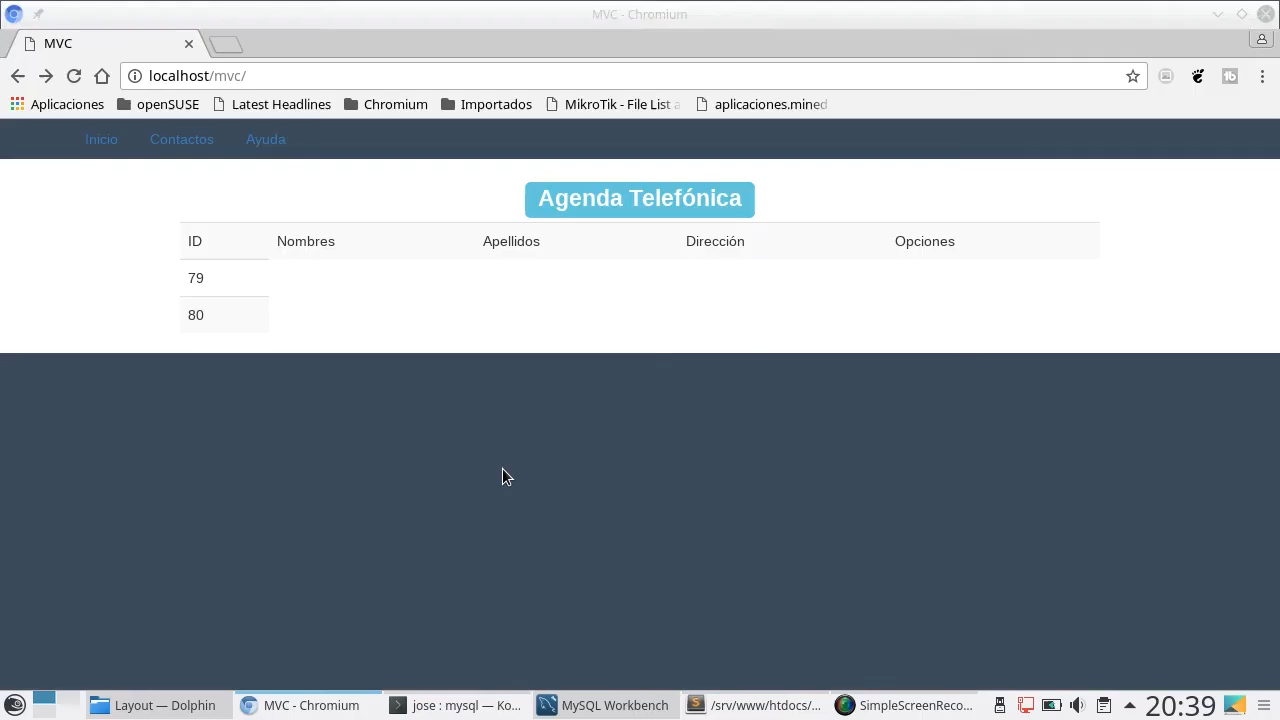 MVC - Chromium
MVC
localhost/mvc/
Aplicaciones openSUSE Latest Headlines Chromium Importados MikroTik - File List a aplicaciones.mined
Inicio Contactos Ayuda
Agenda Telefónica
ID Nombres Apellidos Dirección Opciones
79
80
Layout — Dolphin MVC - Chromium jose : mysql — Ko... MySQL Workbench /srv/www/htdocs/... SimpleScreenReco... 20:39